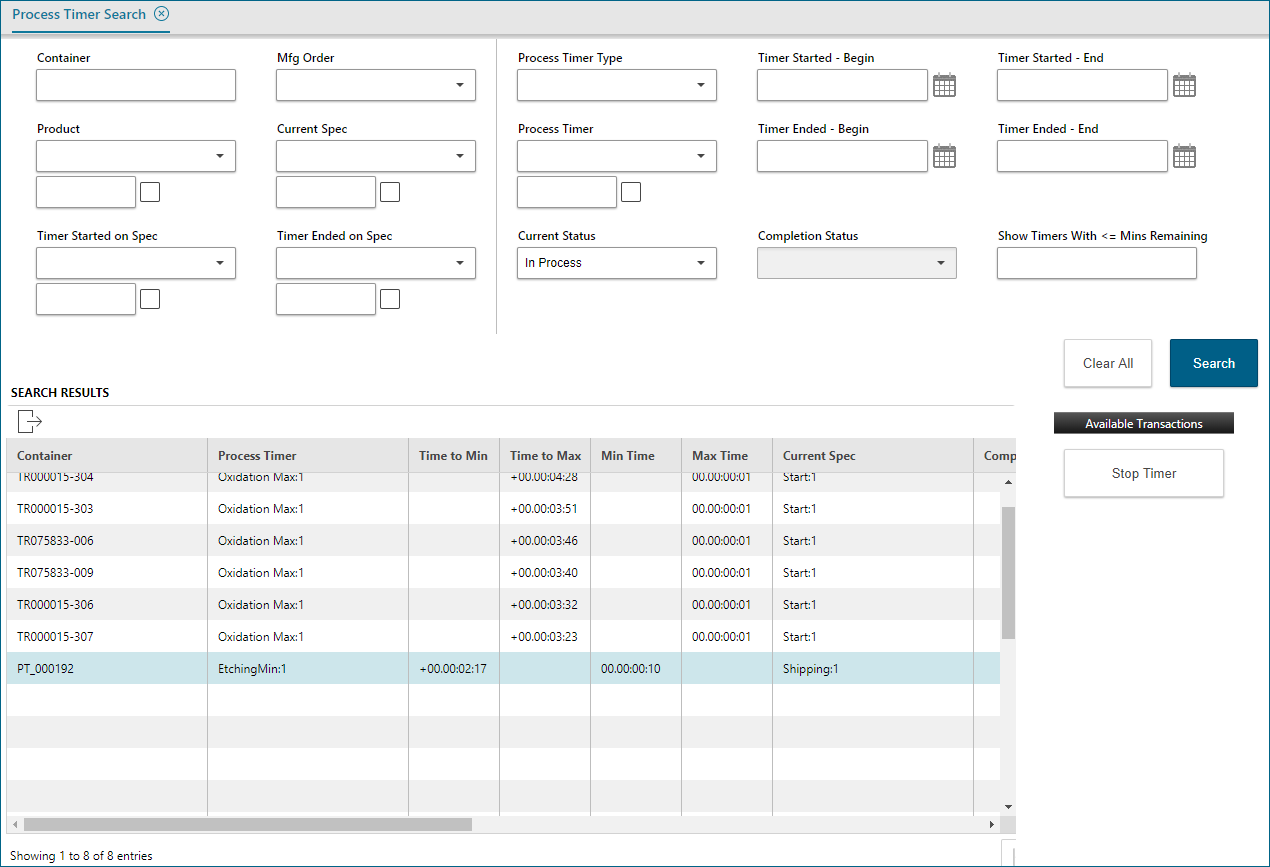 Process Timer Search
Container Mfg Order Process Timer Type Timer Started - Begin Timer Started - End
Product Current Spec Process Timer Timer Ended - Begin Timer Ended - End
Timer Started on Spec Timer Ended on Spec Current Status Completion Status Show Timers With <= Mins Remaining
In Process
Clear All Search
SEARCH RESULTS
Available Transactions
Container Process Timer Time to Min Time to Max Min Time Max Time Current Spec Comp
Stop Timer
TR000015-304 Oxidation Max:1 +00.00:04:28 00.00:00:01 Start:1
TR000015-303 Oxidation Max:1 +00.00:03:51 00.00:00:01 Start:1
TR075833-006 Oxidation Max:1 +00.00:03:46 00.00:00:01 Start:1
TR075833-009 Oxidation Max:1 +00.00:03:40 00.00:00:01 Start:1
TR000015-306 Oxidation Max:1 +00.00:03:32 00.00:00:01 Start:1
TR000015-307 Oxidation Max:1 +00.00:03:23 00.00:00:01 Start:1
PT_000192 EtchingMin:1 +00.00:02:17 00.00:00:10 Shipping:1
Showing 1 to 8 of 8 entries